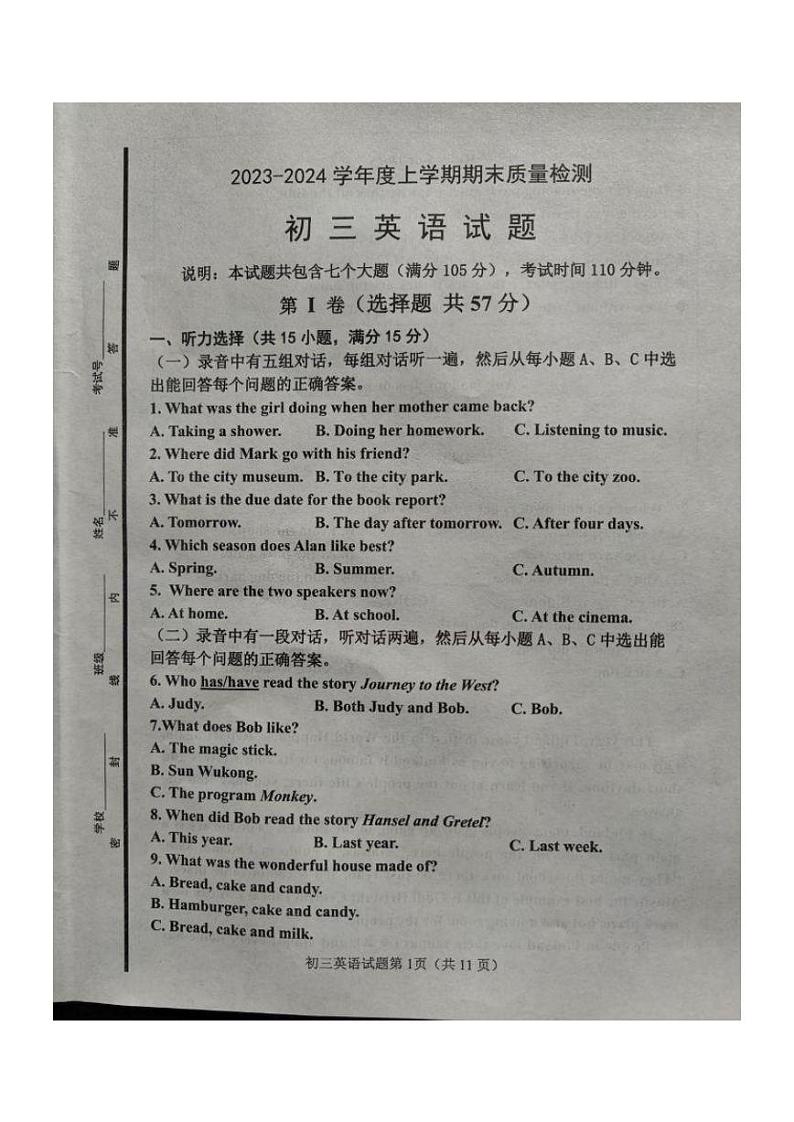 2023-2024 学年度上学期期末质量检测
初 三 英 语 试 题
说明：本试题共包含七个大题（满分 105 分），考试时间 110 分钟。
第 I 卷（选择题 共 57 分）
一、听力选择（共 15 小题，满分 15 分）
（一）录音中有五组对话，每组对话听一遍，然后从每小题 A、B、C 中选
出能回答每个问题的正确答案。
1. What was the girl doing when her mother came back?
A. Taking a shower. B. Doing her homework. C. Listening to music.
2. Where did Mark go with his friend?
A. To the city museum. B. To the city park. C. To the city zoo.
3. What is the due date for the book report?
A. Tomorrow. B. The day after tomorrow. C. After four days.
4. Which season does Alan like best?
A. Spring. B. Summer. C. Autumn.
5. Where are the two speakers now?
A. At home. B. At school. C. At the cinema.
（二）录音中有一段对话，听对话两遍，然后从每小题 A、B、C 中选出能
回答每个问题的正确答案。
6. Who has/have read the story Journey to the West?
A. Judy. B. Both Judy and Bob. C. Bob.
7.What does Bob like?
A. The magic stick.
B. Sun Wukong.
C. The program Monkey.
8. When did Bob read the story Hansel and Gretel?
A. This year. B. Last year. C. Last week.
9. What was the wonderful house made of?
A. Bread, cake and candy.
B. Hamburger, cake and candy.
C. Bread, cake and milk.
初三英语试题第 1页（共 11 页）
学校 班级 姓名 考试号
密 封 线 内 不 准 答 题